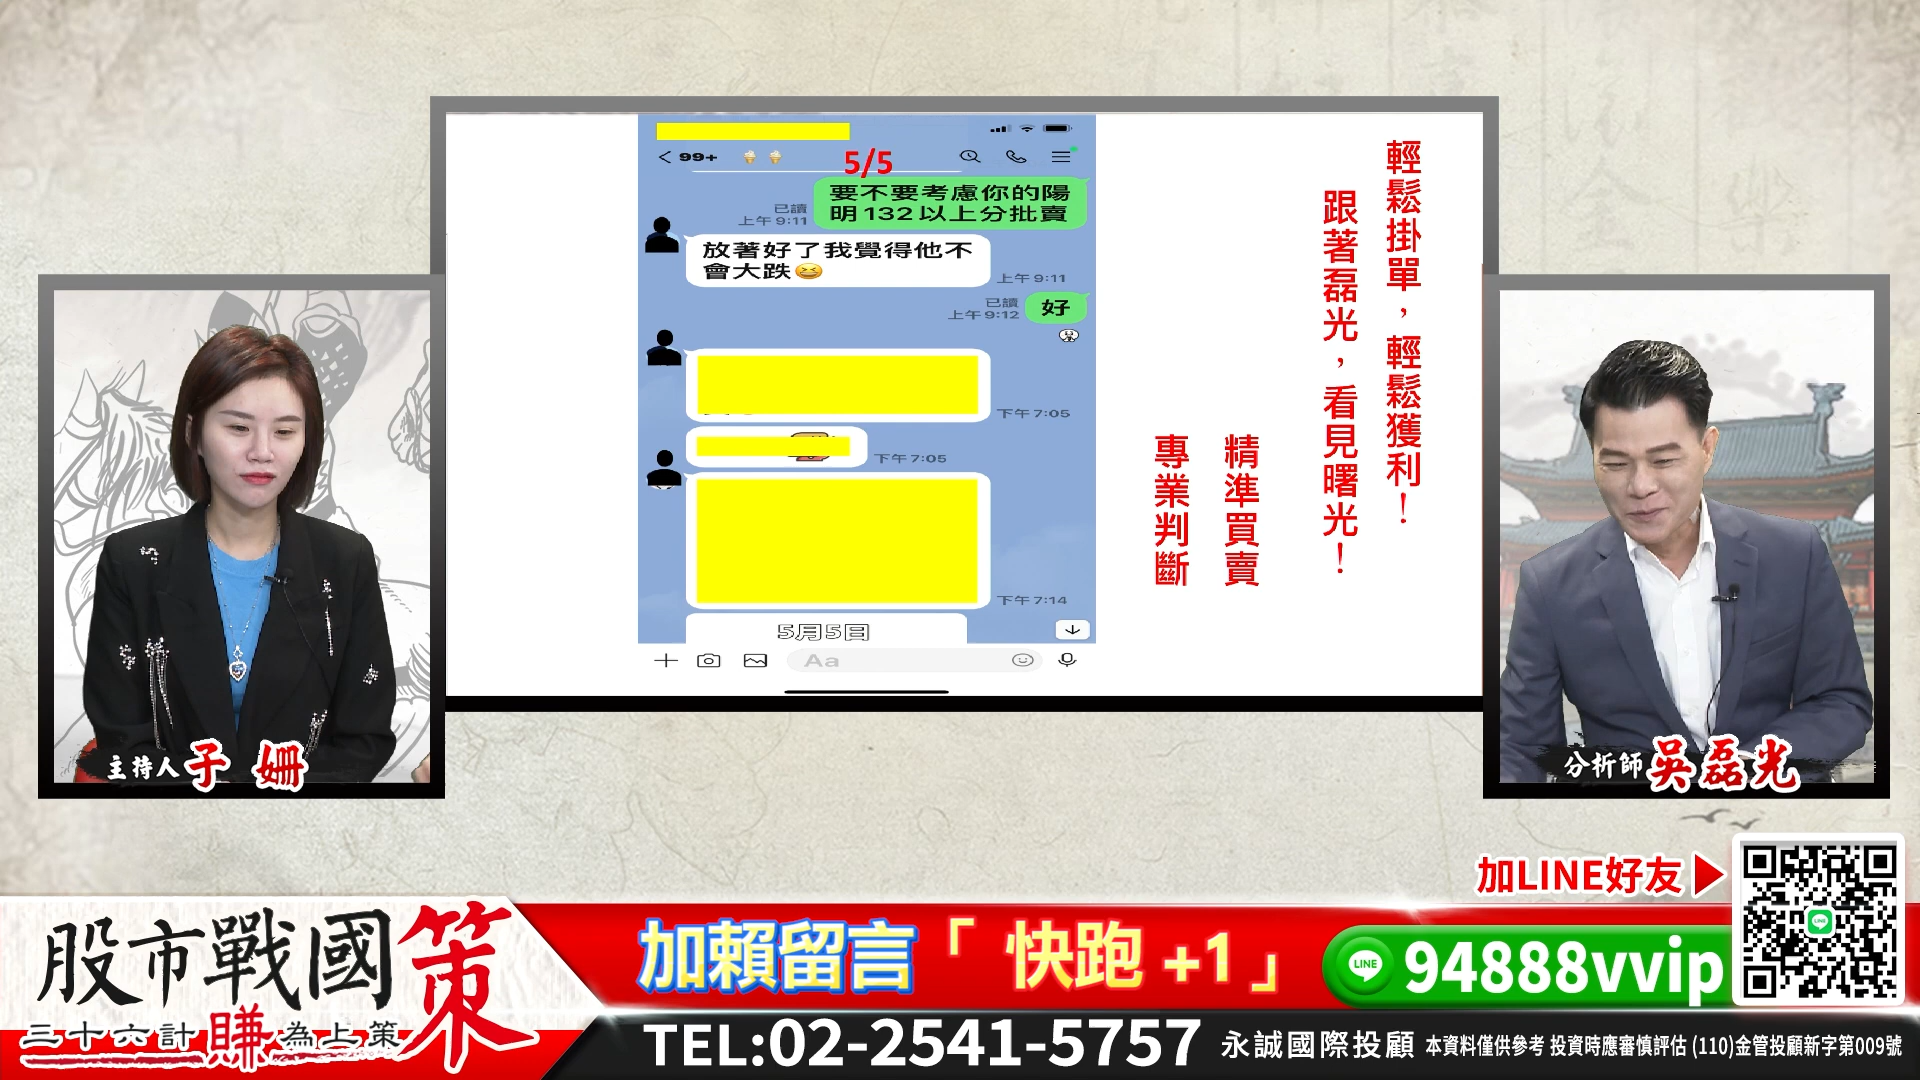 99+
5/5
要不要考慮你的陽
明132以上分批賣
已讀
上午9:11
放著好了我覺得他不
會大跌😆
上午9:11
好
已讀
上午9:12
下午7:05
下午7:05
下午7:14
5月5日
Aa
輕鬆掛單，輕鬆獲利！
跟著磊光，看見曙光！
精準買賣
專業判斷
主持人子 姍
分析師吳磊光
加LINE好友
股市戰國策
三十六計賺為上策
加賴留言「 快跑 +1 」
LINE
94888vvip
LINE
TEL:02-2541-5757 永誠國際投顧 本資料僅供參考 投資時應審慎評估 (110)金管投顧新字第009號